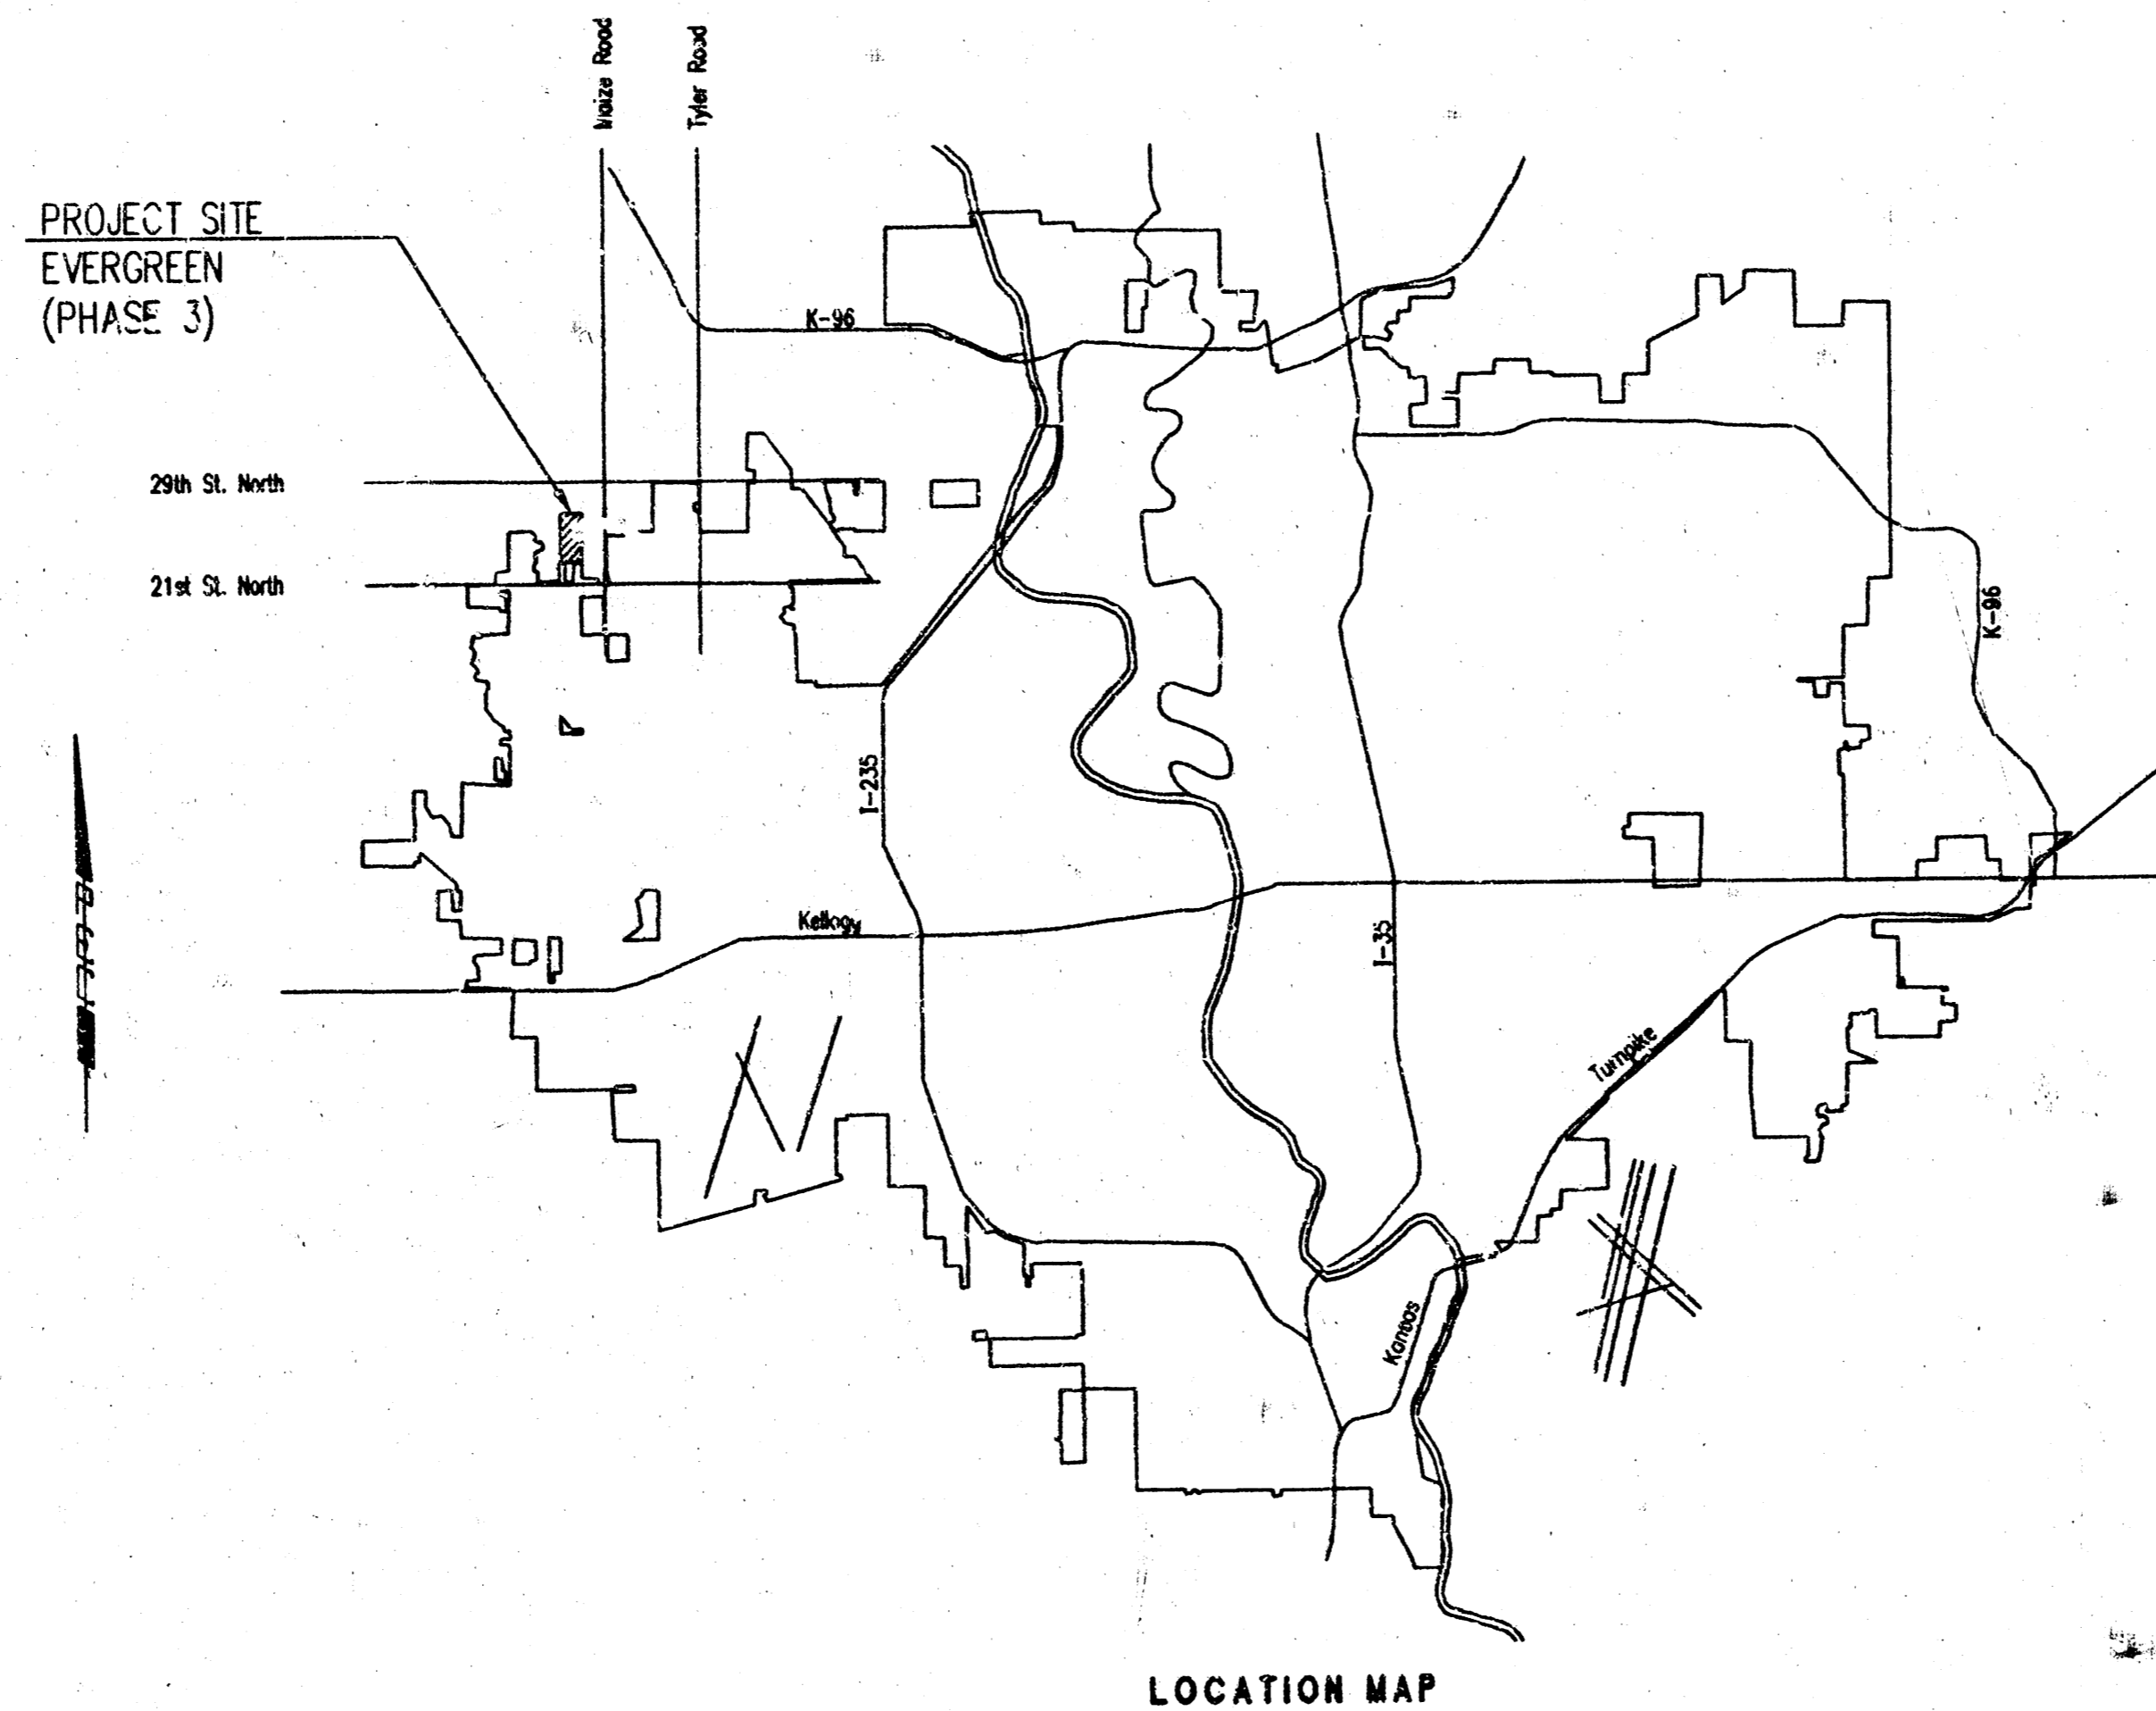 Maize Road
Tyler Road
PROJECT SITE
EVERGREEN
(PHASE 3)
K-96
29th St. North
21st St. North
K-96
I-235
Kellogg
I-35
Turnpike
Kansas
LOCATION MAP